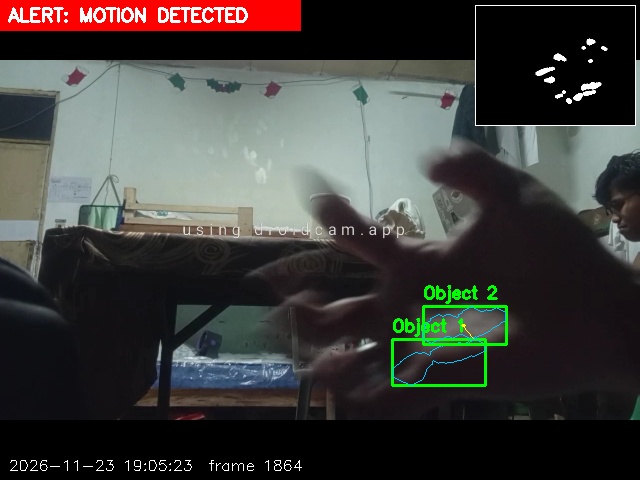 ALERT: MOTION DETECTED
using droidcam.app
Object 2
Object 1
2026-11-23 19:05:23 frame 1864